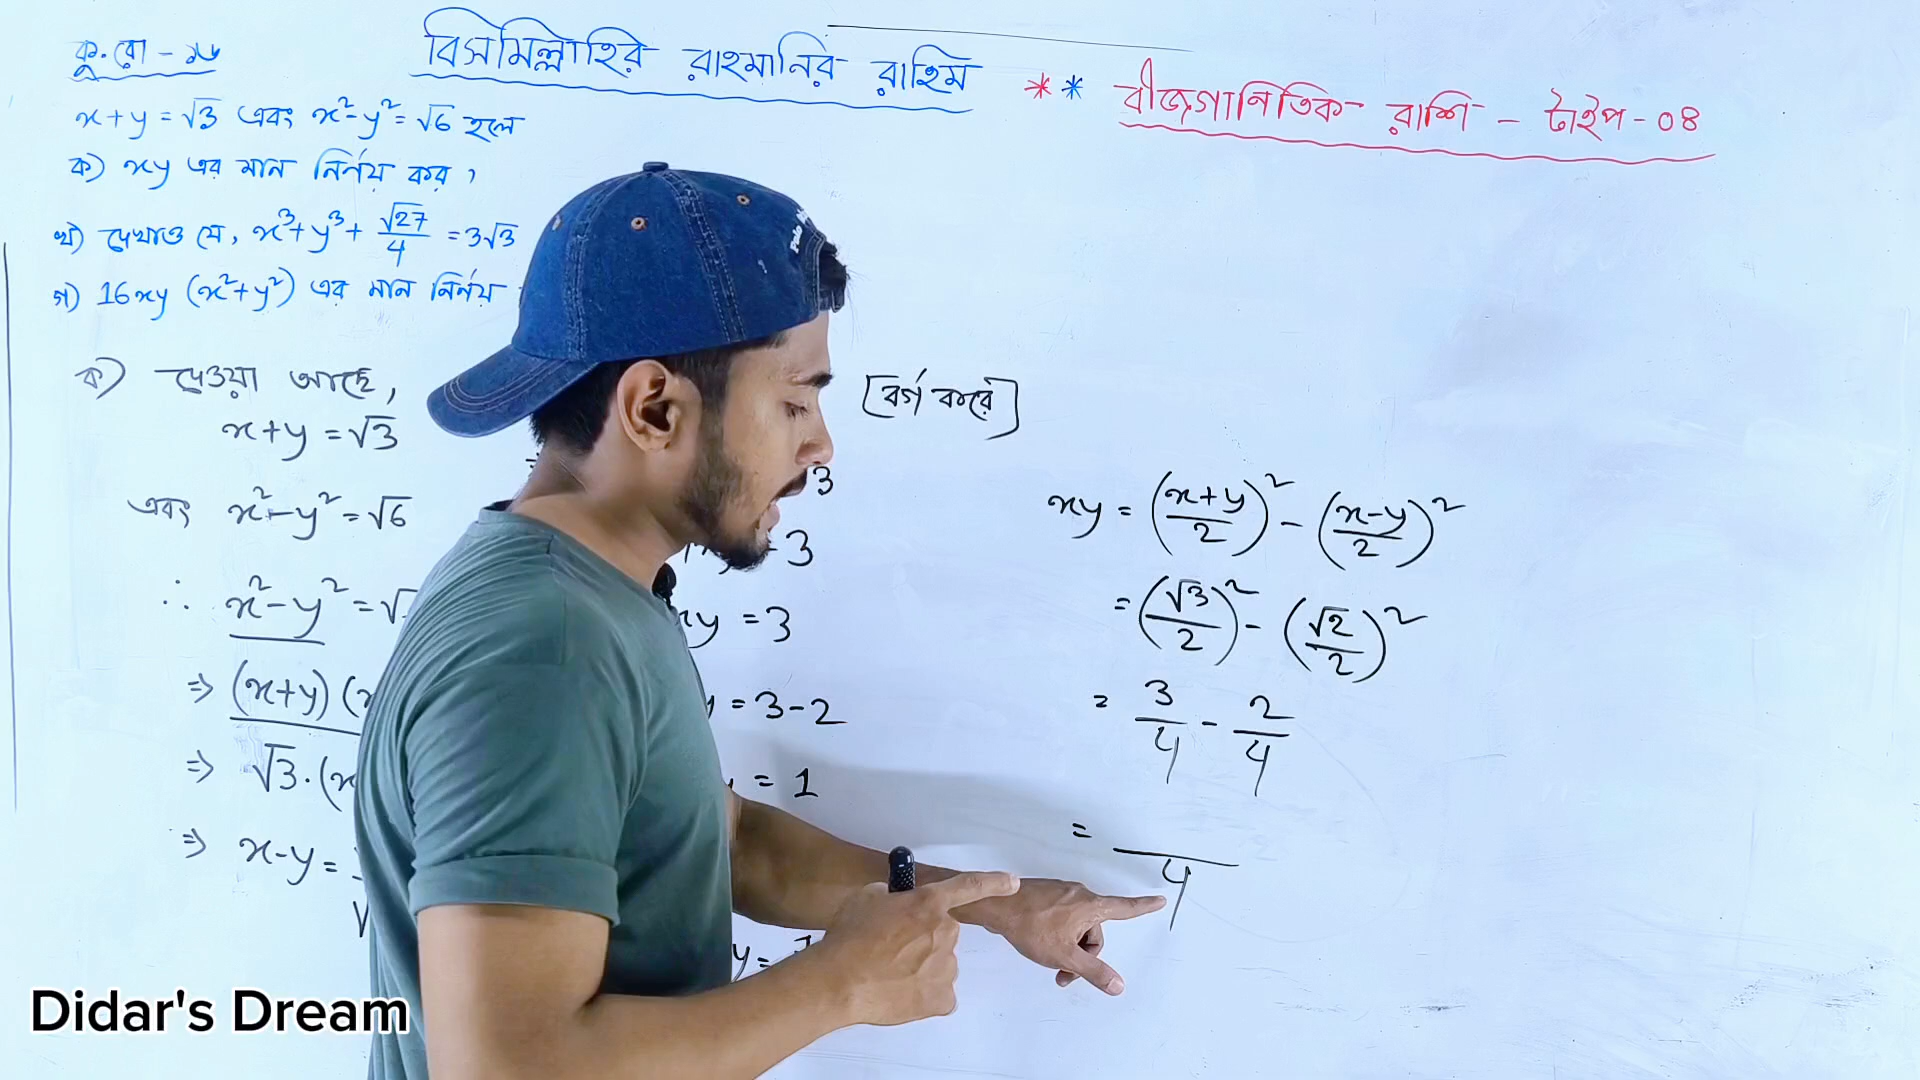 কু. বো - ১৬
বিসমিল্লাহির রাহমানির রাহিম
** বীজগাণিতিক রাশি - টাইপ - ০৪
x+y = √3 এবং x²-y² = √6 হলে
ক) xy এর মান নির্ণয় কর,
খ) দেখাও যে, x³+y³+ √27/4 = 3√3
গ) 16xy (x²+y²) এর মান নির্ণয়
ক) দেওয়া আছে,
x+y = √3
এবং x²-y² = √6
∴ x²-y² = √
⇒ (x+y) (x
⇒ √3.(x
⇒ x-y =
[বর্গ করে]
3
3
xy = 3
= 3-2
= 1
y =
xy = ((x+y)/2)² - ((x-y)/2)²
= (√3/2)² - (√2/2)²
= 3/4 - 2/4
= /4
Didar's Dream